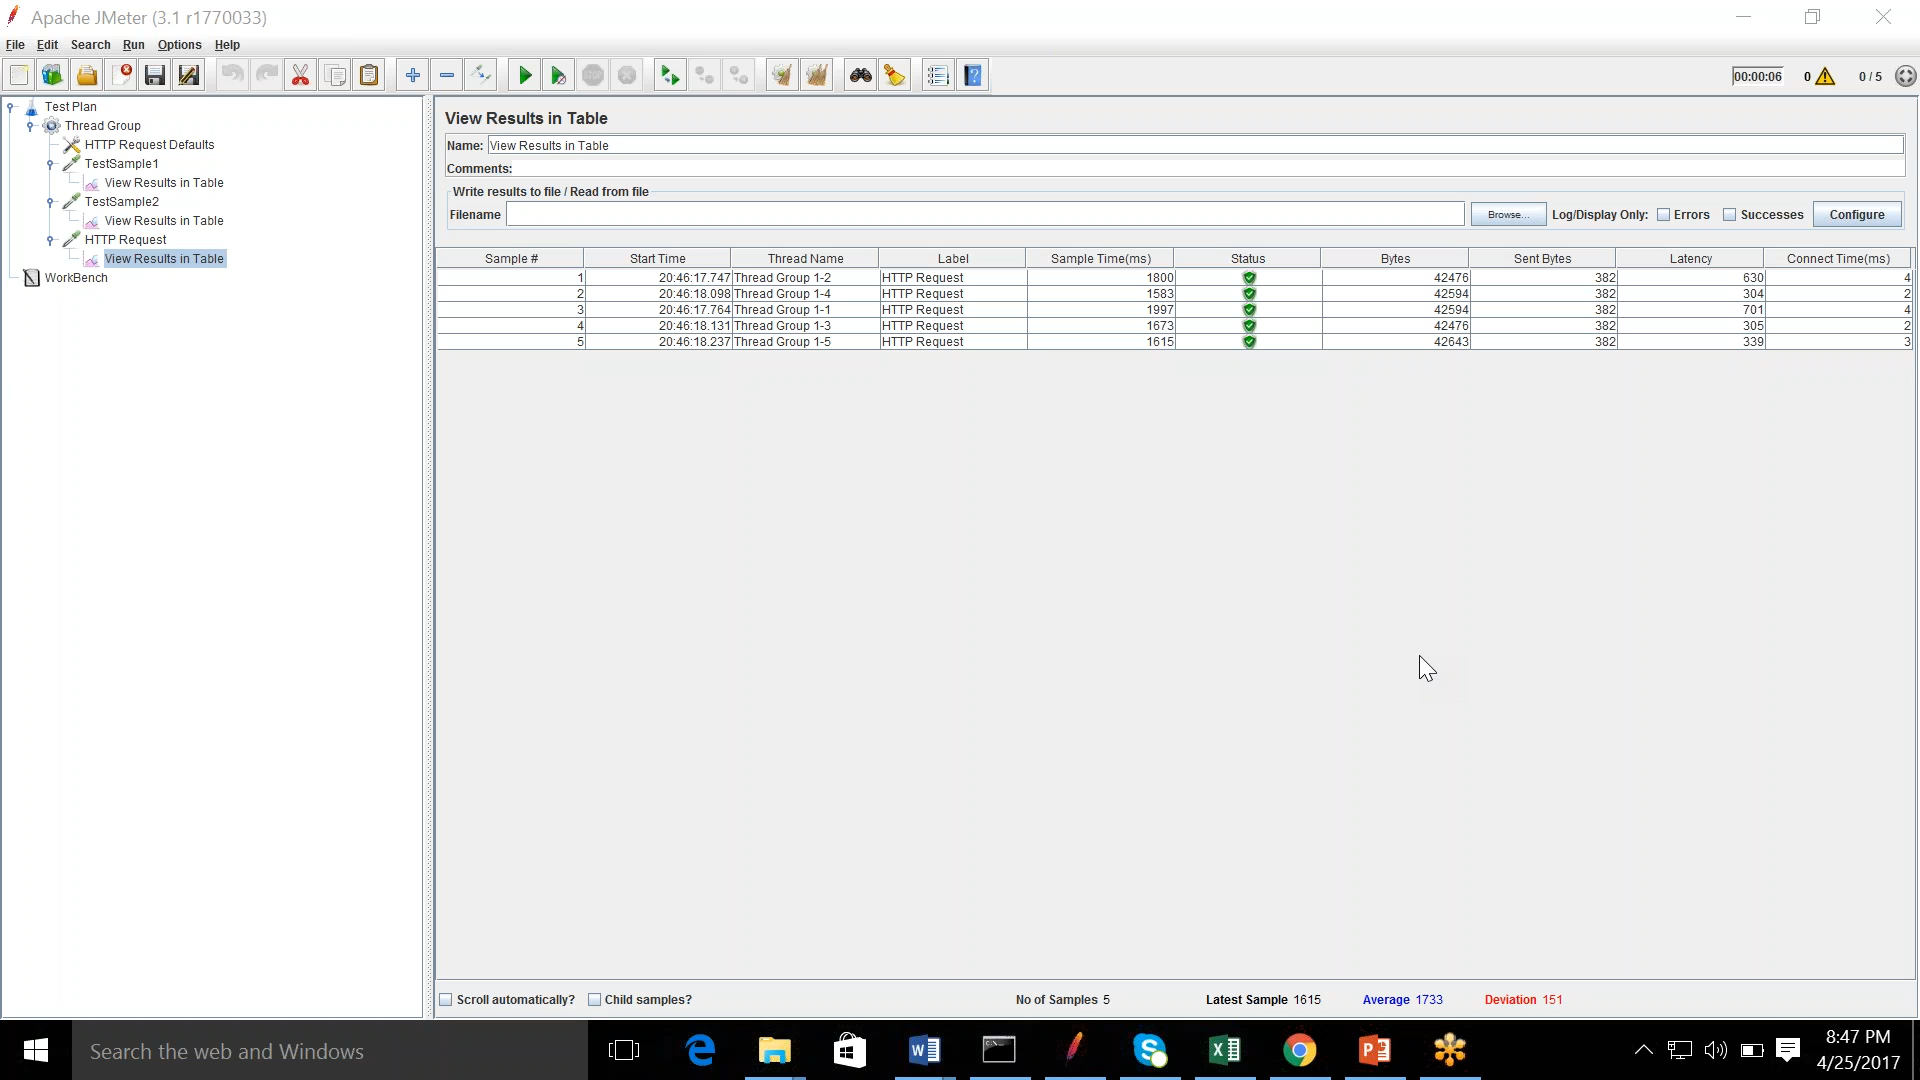 Apache JMeter (3.1 r1770033)
File Edit Search Run Options Help
00:00:06 0 0 / 5
Test Plan
Thread Group
HTTP Request Defaults
TestSample1
View Results in Table
TestSample2
View Results in Table
HTTP Request
View Results in Table
WorkBench
View Results in Table
Name: View Results in Table
Comments:
Write results to file / Read from file
Filename Browse... Log/Display Only: Errors Successes Configure
Sample # Start Time Thread Name Label Sample Time(ms) Status Bytes Sent Bytes Latency Connect Time(ms)
1 20:46:17.747 Thread Group 1-2 HTTP Request 1800 42476 382 630 4
2 20:46:18.098 Thread Group 1-4 HTTP Request 1583 42594 382 304 2
3 20:46:17.764 Thread Group 1-1 HTTP Request 1997 42594 382 701 4
4 20:46:18.131 Thread Group 1-3 HTTP Request 1673 42476 382 305 2
5 20:46:18.237 Thread Group 1-5 HTTP Request 1615 42643 382 339 3
Scroll automatically? Child samples? No of Samples 5 Latest Sample 1615 Average 1733 Deviation 151
Search the web and Windows
8:47 PM
4/25/2017